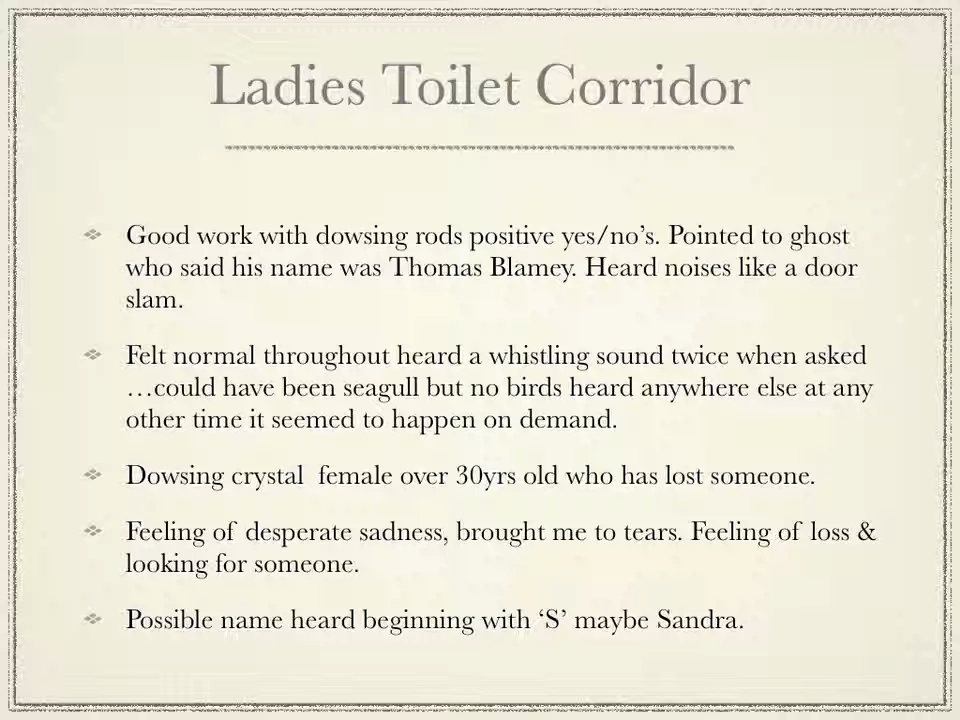 Ladies Toilet Corridor
Good work with dowsing rods positive yes/no’s. Pointed to ghost
who said his name was Thomas Blamey. Heard noises like a door
slam.
Felt normal throughout heard a whistling sound twice when asked
…could have been seagull but no birds heard anywhere else at any
other time it seemed to happen on demand.
Dowsing crystal  female over 30yrs old who has lost someone.
Feeling of desperate sadness, brought me to tears. Feeling of loss &
looking for someone.
Possible name heard beginning with ‘S’ maybe Sandra.